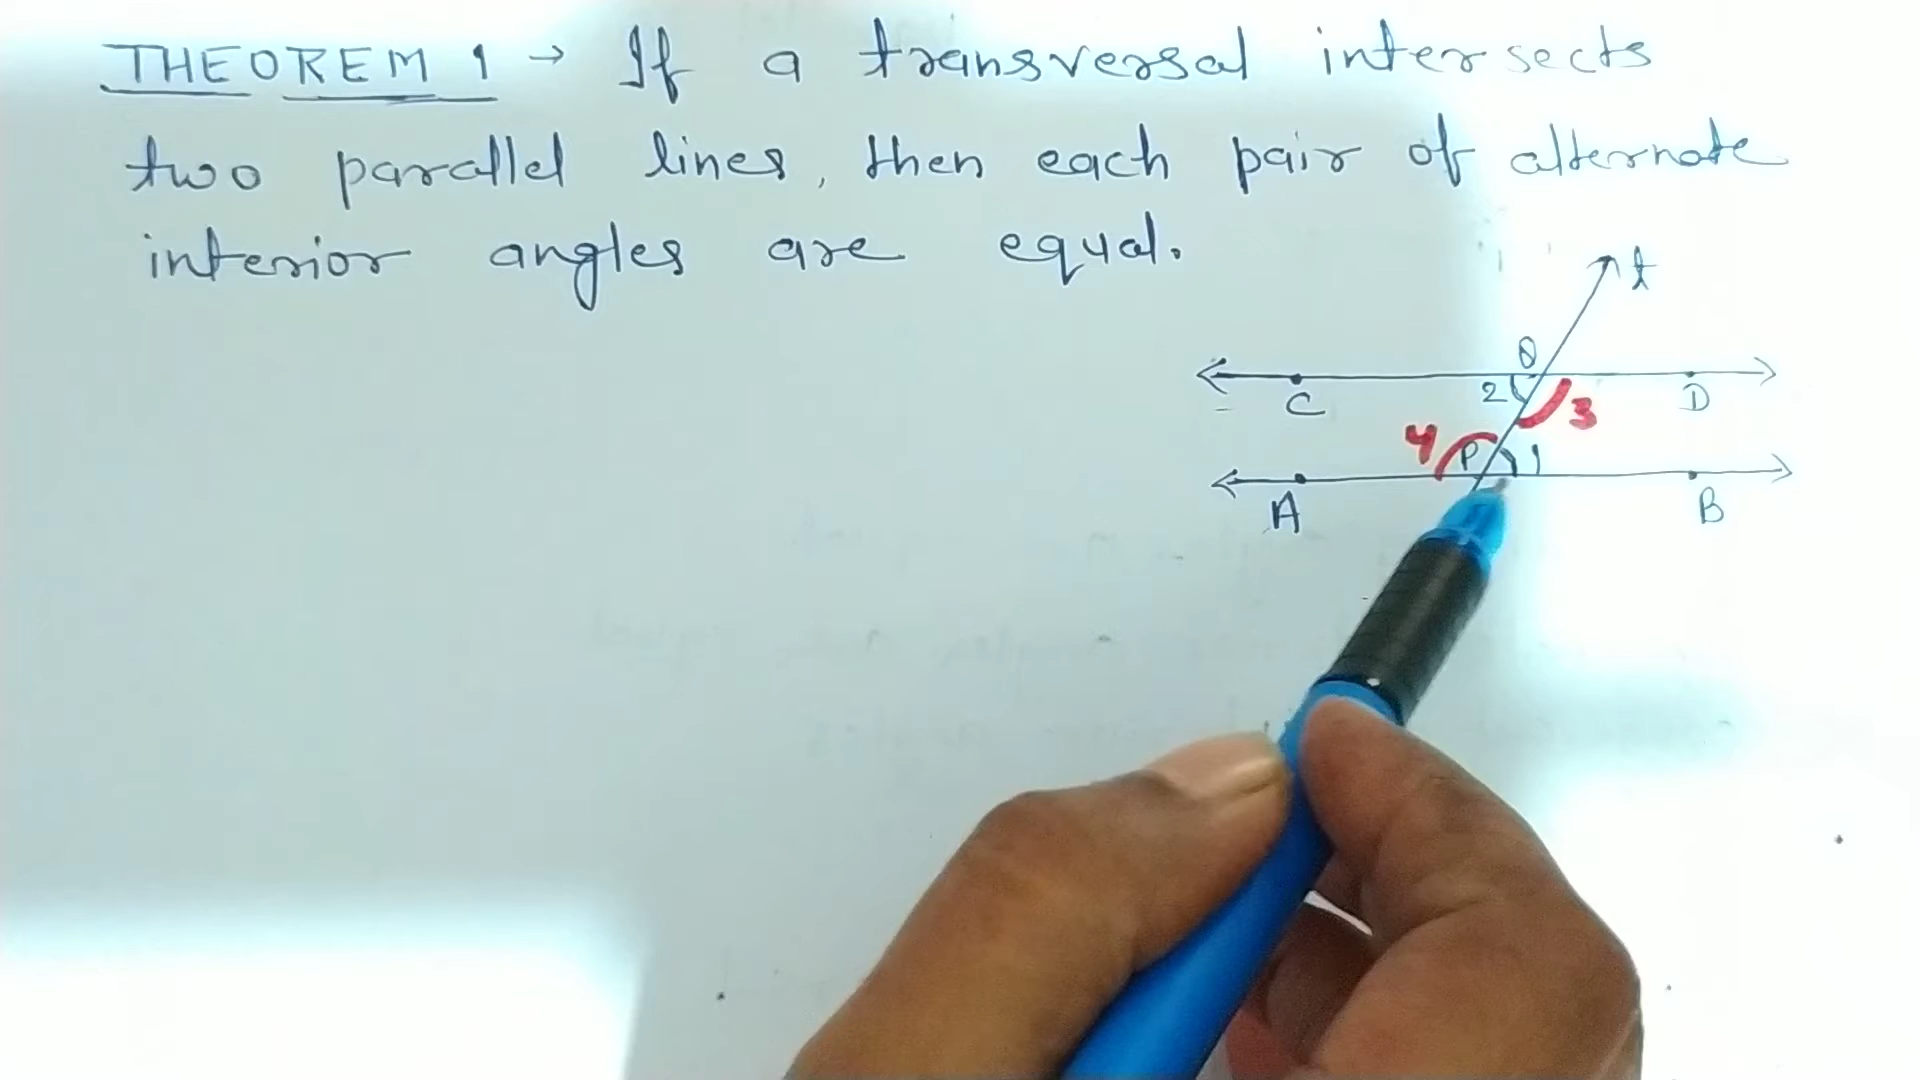 THEOREM 1 → If a transversal intersects
two parallel lines, then each pair of alternate
interior angles are equal.
t
Q
2
C
3
D
4
P
1
A
B